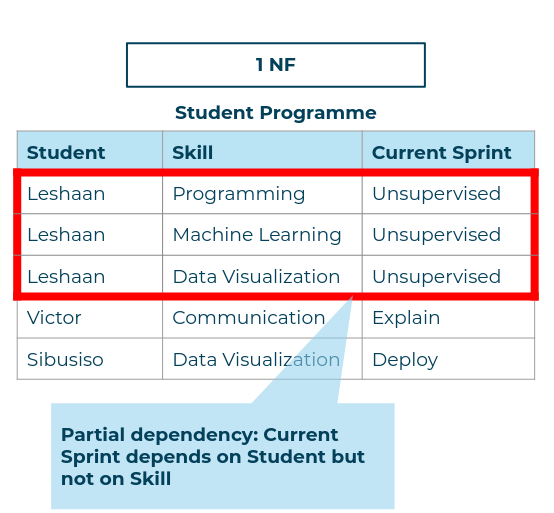 1 NF
Student Programme
Student Skill Current Sprint
Leshaan Programming Unsupervised
Leshaan Machine Learning Unsupervised
Leshaan Data Visualization Unsupervised
Victor Communication Explain
Sibusiso Data Visualization Deploy
Partial dependency: Current
Sprint depends on Student but
not on Skill